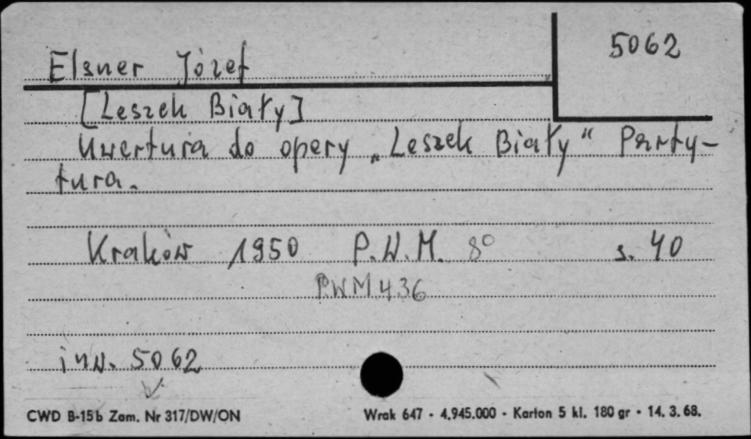 5062
Elsner Józef
[Leszek Biały]
Uwertura do opery „Leszek Biały" Party-
tura.
Kraków 1950 P.W.M. 8° s. 40
PWM 436
inw. 5062
CWD B-15b Zam. Nr 317/DW/ON Wrak 647 - 4.945.000 - Karton 5 kl. 180 gr - 14. 3. 68.